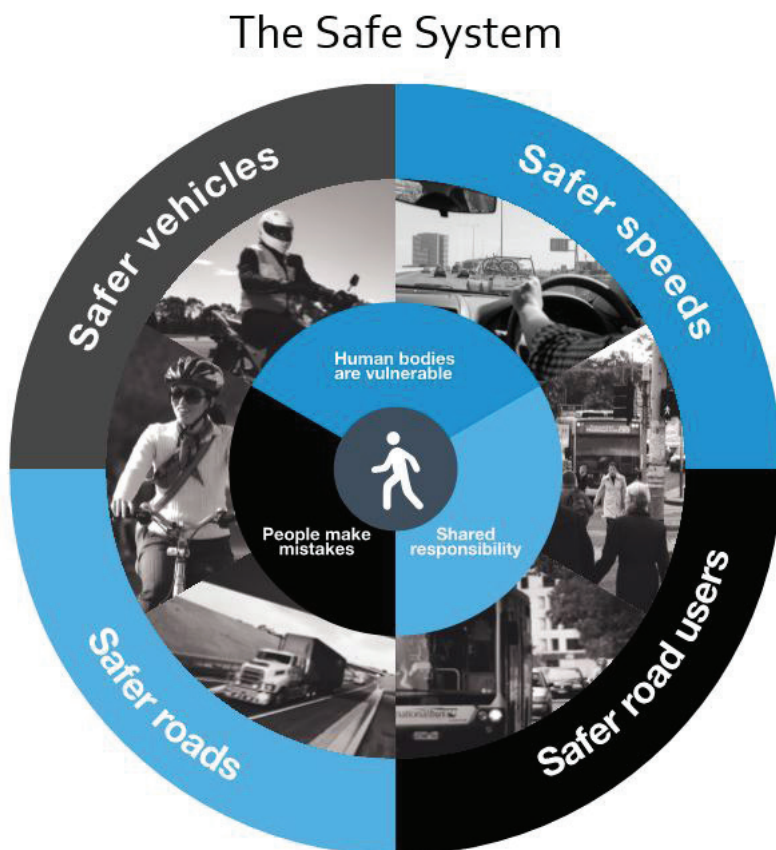 The Safe System
Safer vehicles
Safer speeds
Human bodies
are vulnerable
People make
mistakes
Shared
responsibility
Safer roads
Safer road users